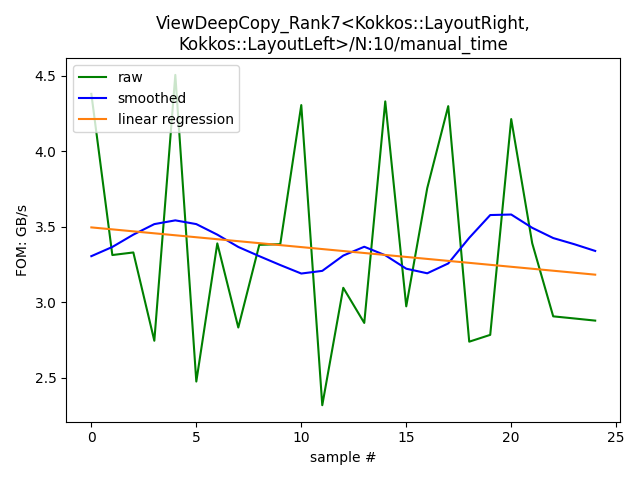 ViewDeepCopy_Rank7<Kokkos::LayoutRight,
Kokkos::LayoutLeft>/N:10/manual_time
raw
smoothed
linear regression
FOM: GB/s
4.5
4.0
3.5
3.0
2.5
0
5
10
15
20
25
sample #